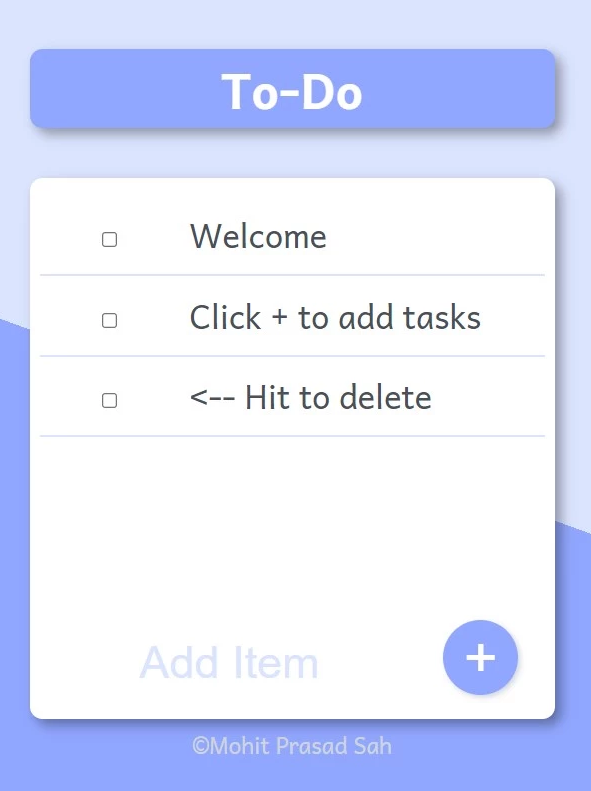 To-Do
Welcome
Click + to add tasks
<-- Hit to delete
Add Item
+
©Mohit Prasad Sah